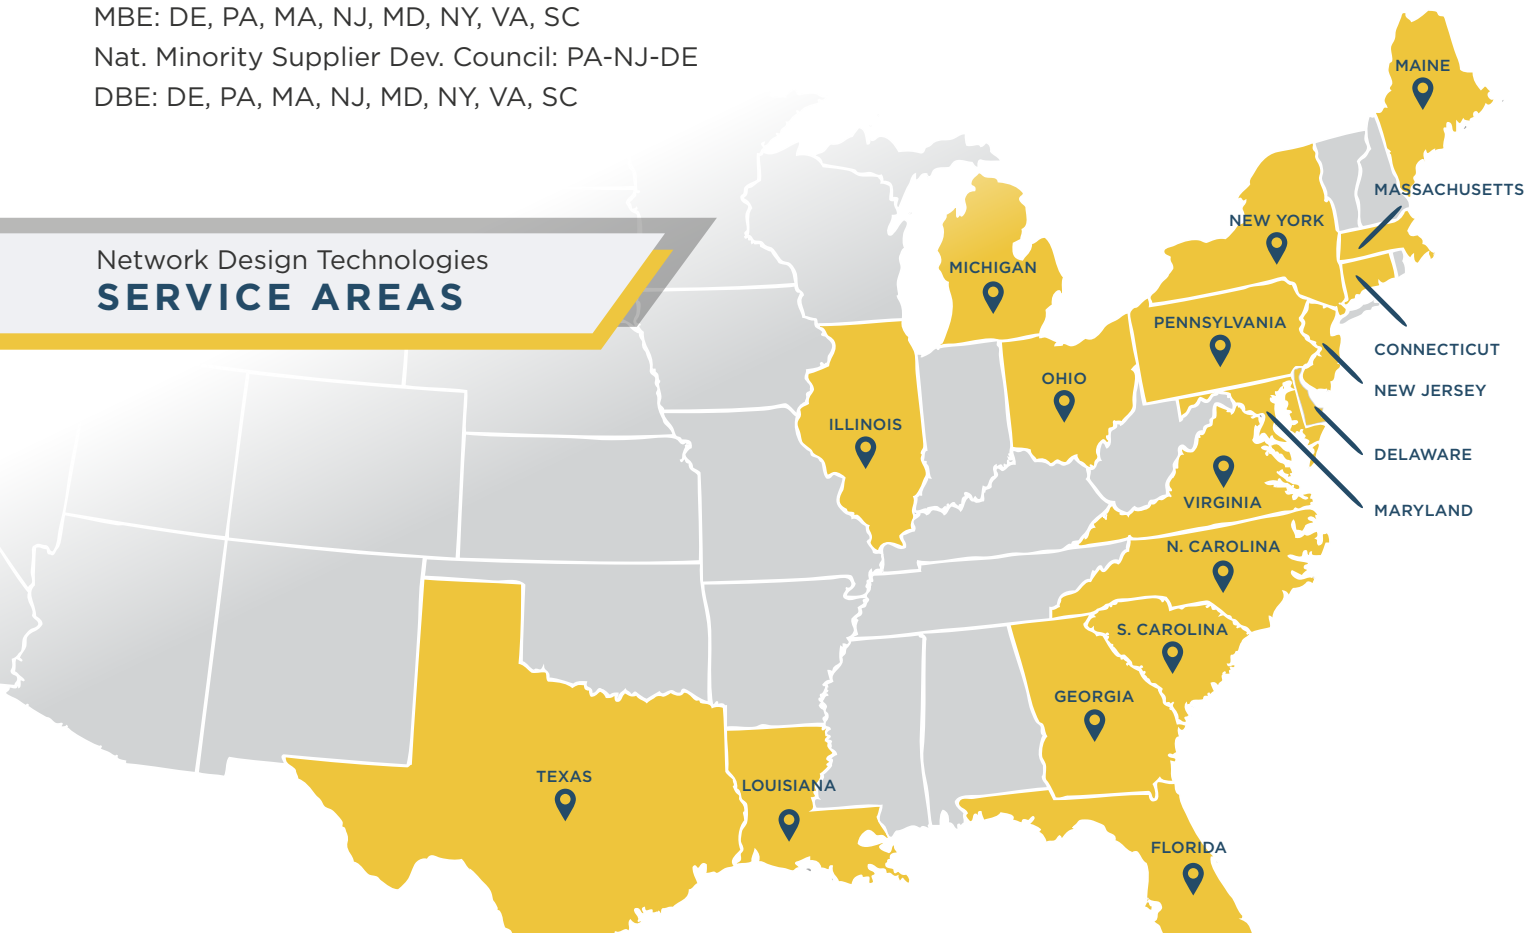 MBE: DE, PA, MA, NJ, MD, NY, VA, SC
Nat. Minority Supplier Dev. Council: PA-NJ-DE
DBE: DE, PA, MA, NJ, MD, NY, VA, SC
Network Design Technologies
SERVICE AREAS
MAINE
MASSACHUSETTS
NEW YORK
MICHIGAN
PENNSYLVANIA
CONNECTICUT
OHIO
NEW JERSEY
ILLINOIS
DELAWARE
VIRGINIA
MARYLAND
N. CAROLINA
S. CAROLINA
GEORGIA
TEXAS
LOUISIANA
FLORIDA